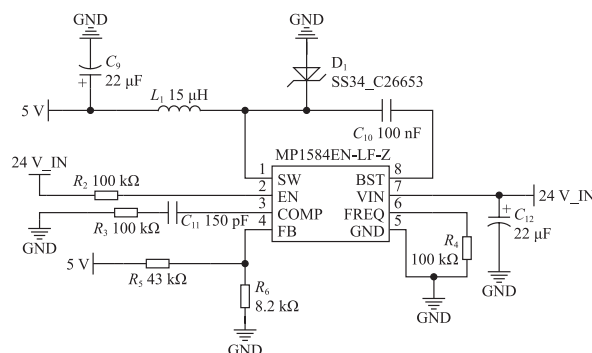 GND
GND
C9
22 μF
D1
SS34_C26653
L1 15 μH
5 V
C10 100 nF
MP1584EN-LF-Z
24 V_IN
1
SW
BST
8
R2 100 kΩ
2
EN
VIN
7
24 V_IN
3
COMP
FREQ
6
C11 150 pF
R3 100 kΩ
4
FB
GND
5
C12
22 μF
R4
100 kΩ
GND
5 V
R5 43 kΩ
R6
8.2 kΩ
GND
GND
GND